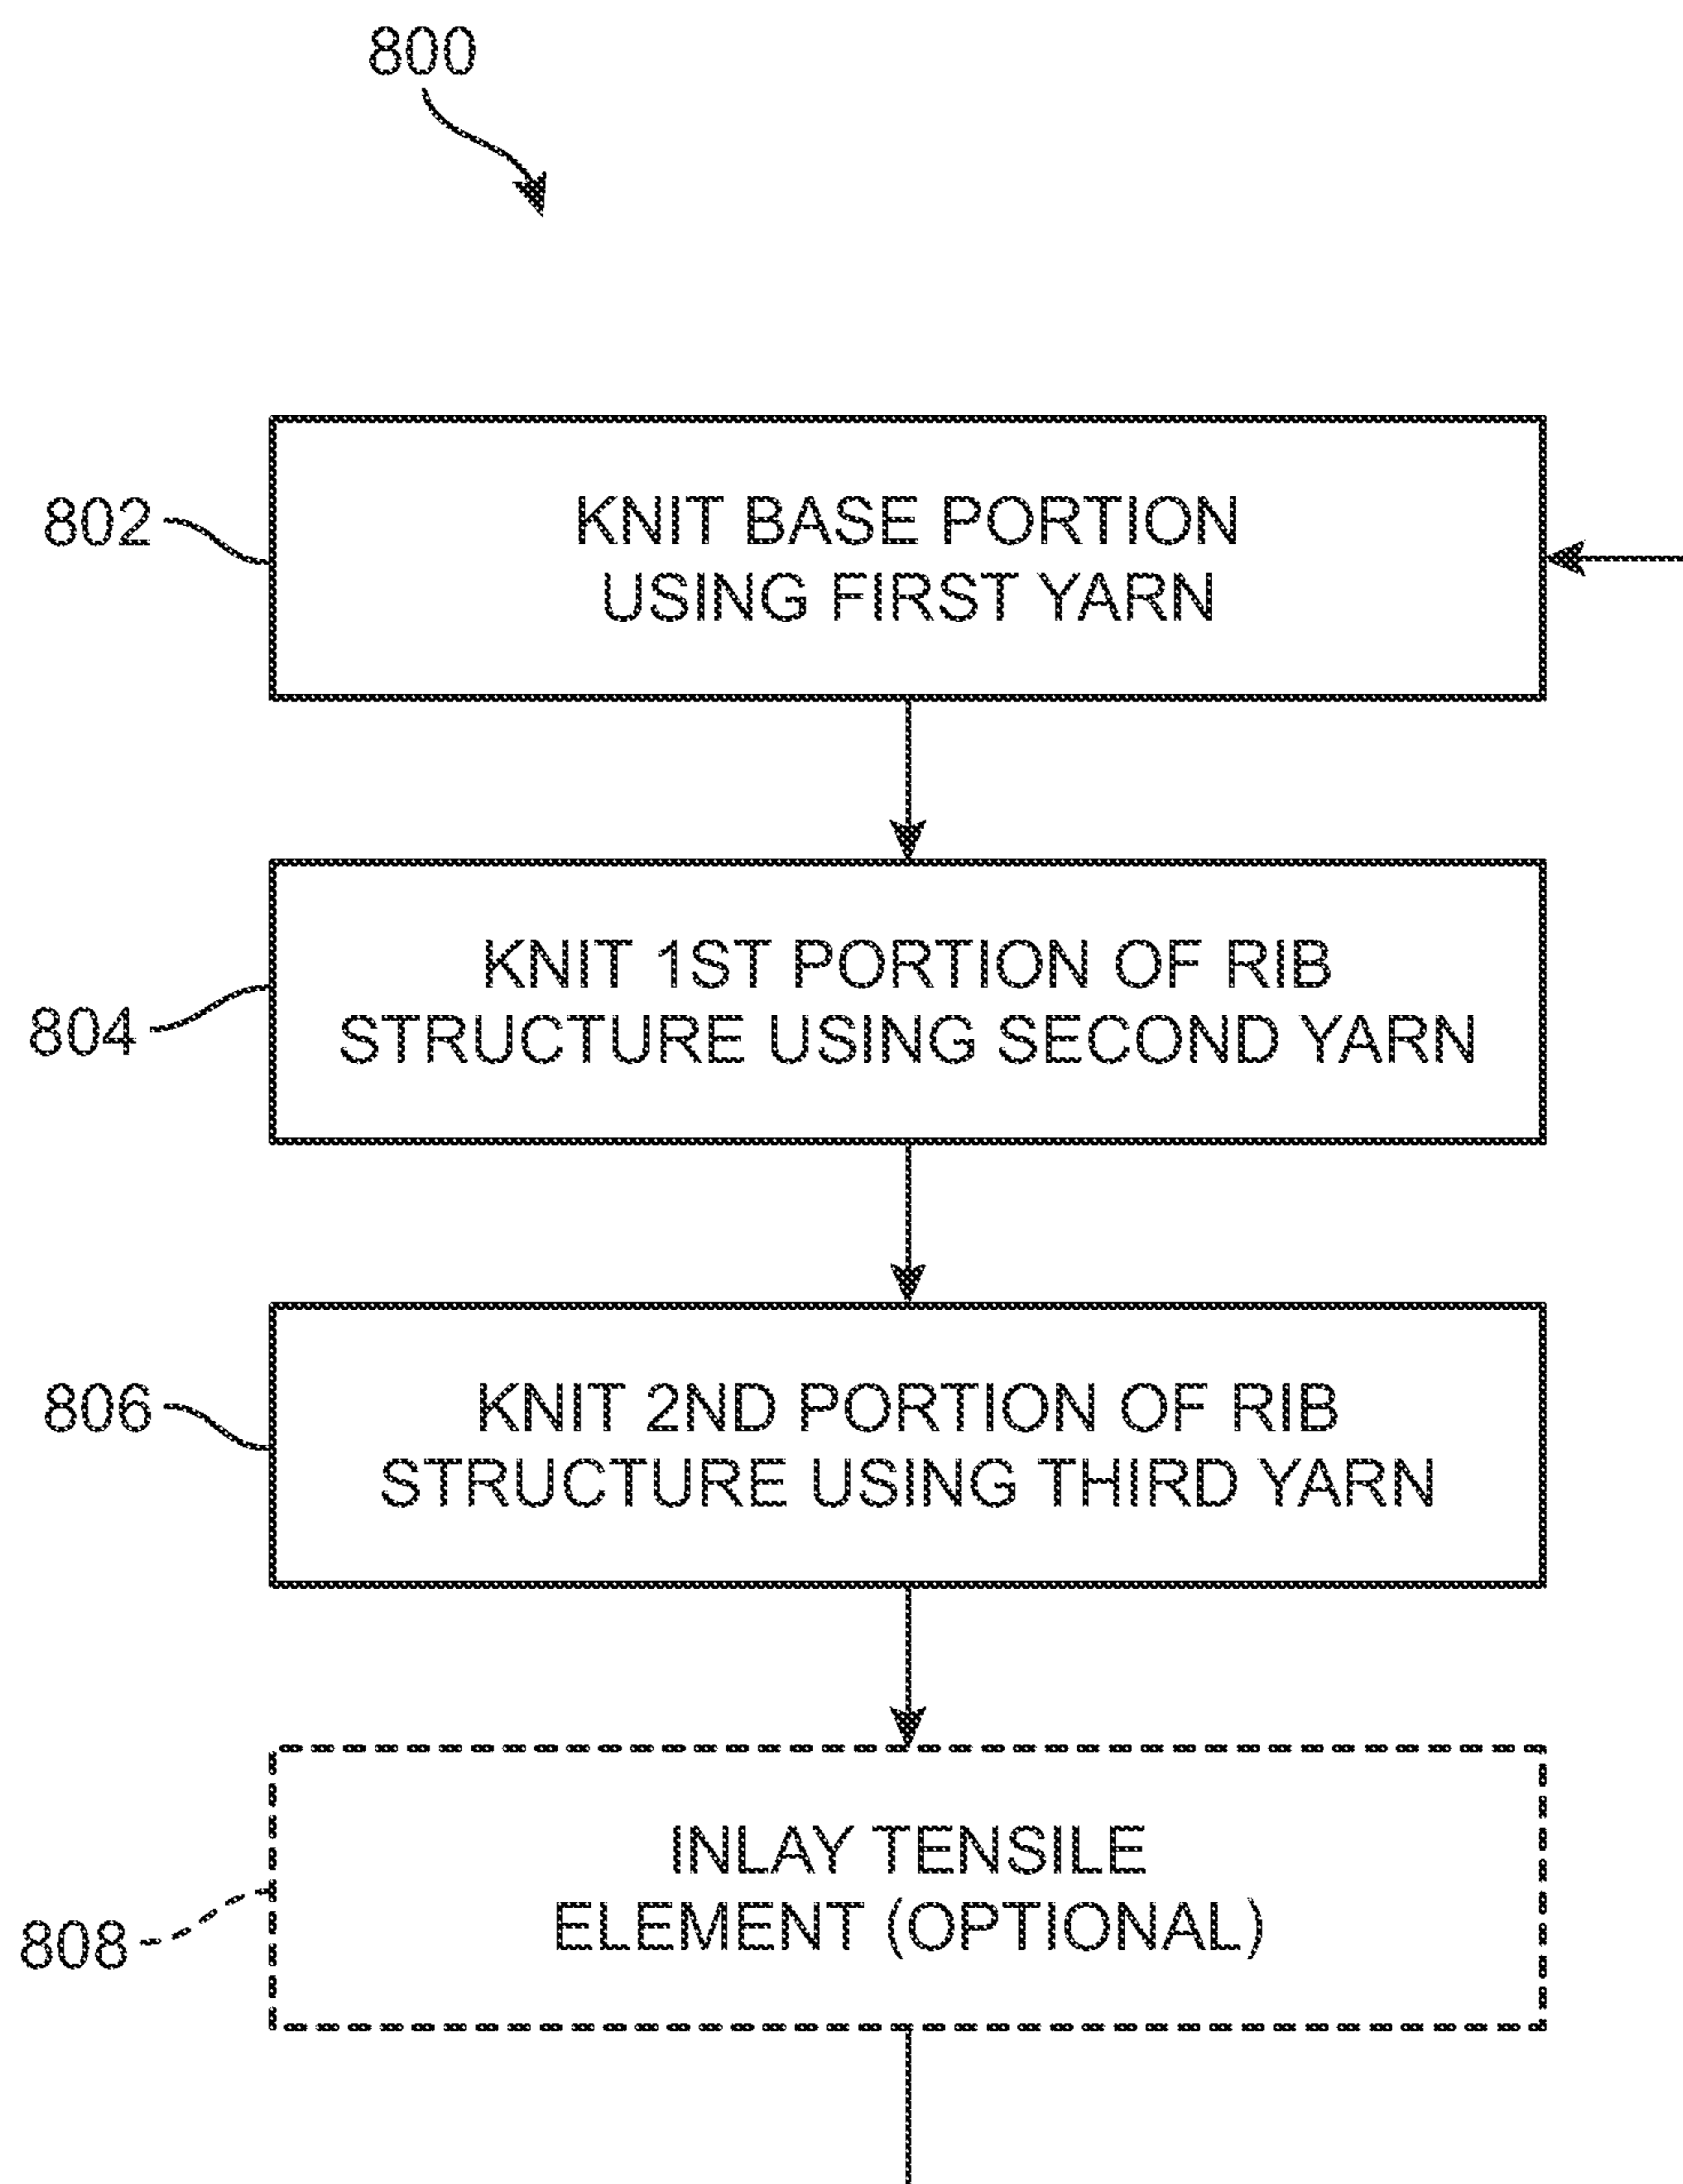 800
802
KNIT BASE PORTION
USING FIRST YARN
804
KNIT 1ST PORTION OF RIB
STRUCTURE USING SECOND YARN
806
KNIT 2ND PORTION OF RIB
STRUCTURE USING THIRD YARN
808
INLAY TENSILE
ELEMENT (OPTIONAL)